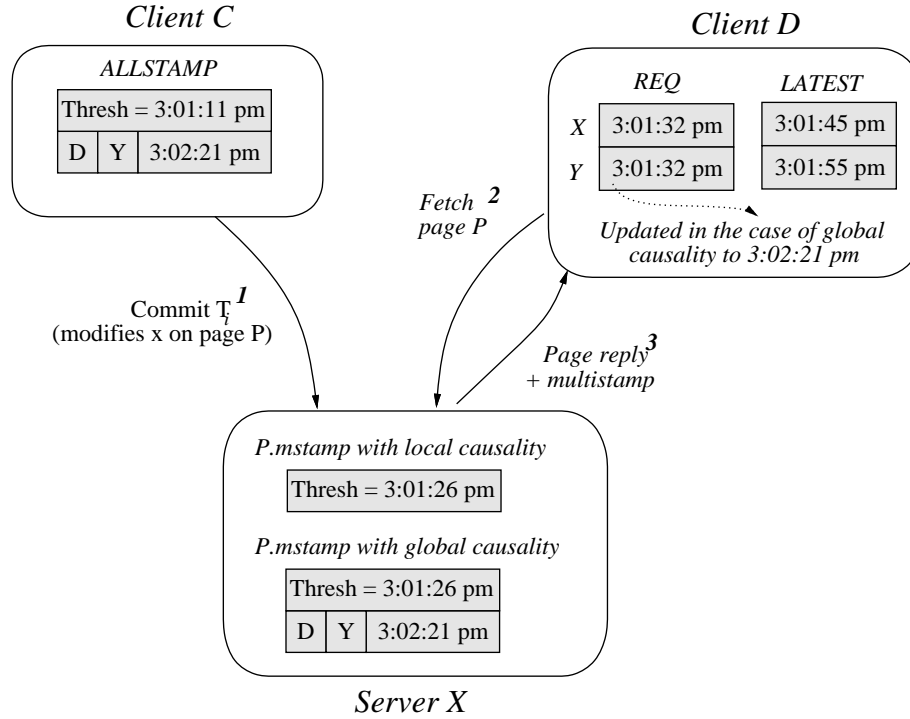 Client C
ALLSTAMP
Thresh = 3:01:11 pm
D Y 3:02:21 pm
Client D
REQ LATEST
X 3:01:32 pm 3:01:45 pm
Y 3:01:32 pm 3:01:55 pm
Updated in the case of global
causality to 3:02:21 pm
Fetch 2
page P
Commit Ti 1
(modifies x on page P)
Page reply 3
+ multistamp
P.mstamp with local causality
Thresh = 3:01:26 pm
P.mstamp with global causality
Thresh = 3:01:26 pm
D Y 3:02:21 pm
Server X